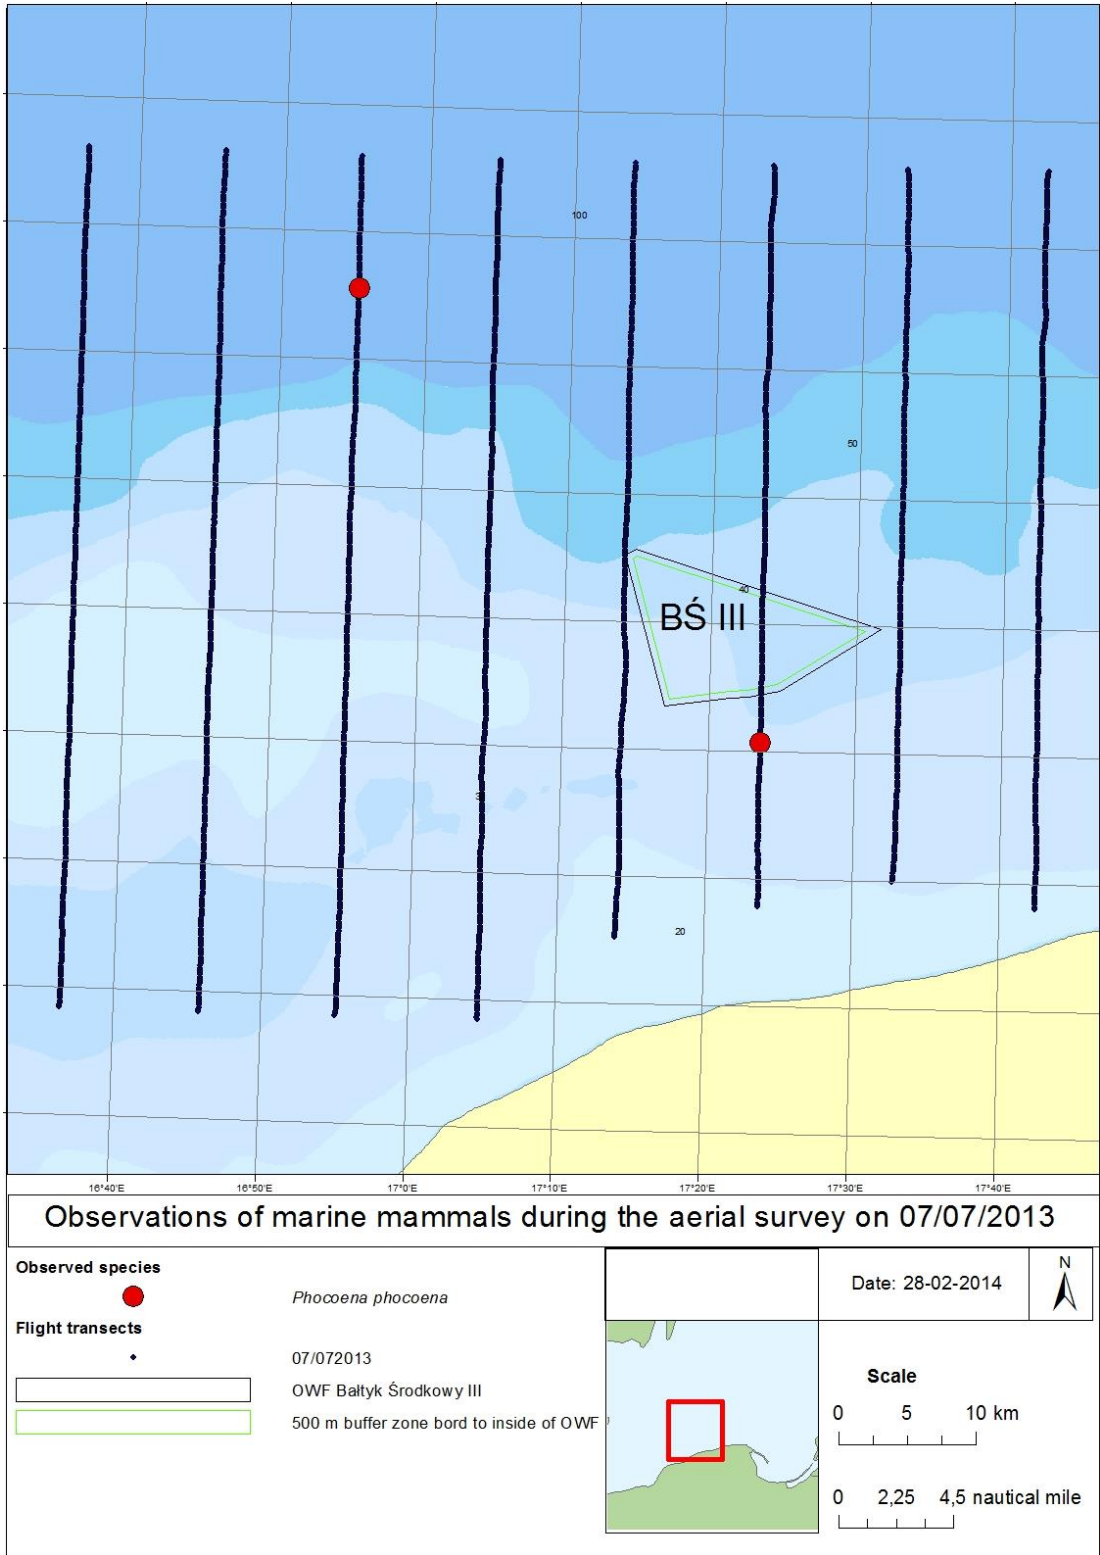 100
50
40
BŚ III
20
16°40'E 16°50'E 17°0'E 17°10'E 17°20'E 17°30'E 17°40'E
Observations of marine mammals during the aerial survey on 07/07/2013
Observed species
Phocoena phocoena
Flight transects
07/072013
OWF Bałtyk Środkowy III
500 m buffer zone bord to inside of OWF
Date: 28-02-2014
N
Scale
0 5 10 km
0 2,25 4,5 nautical mile